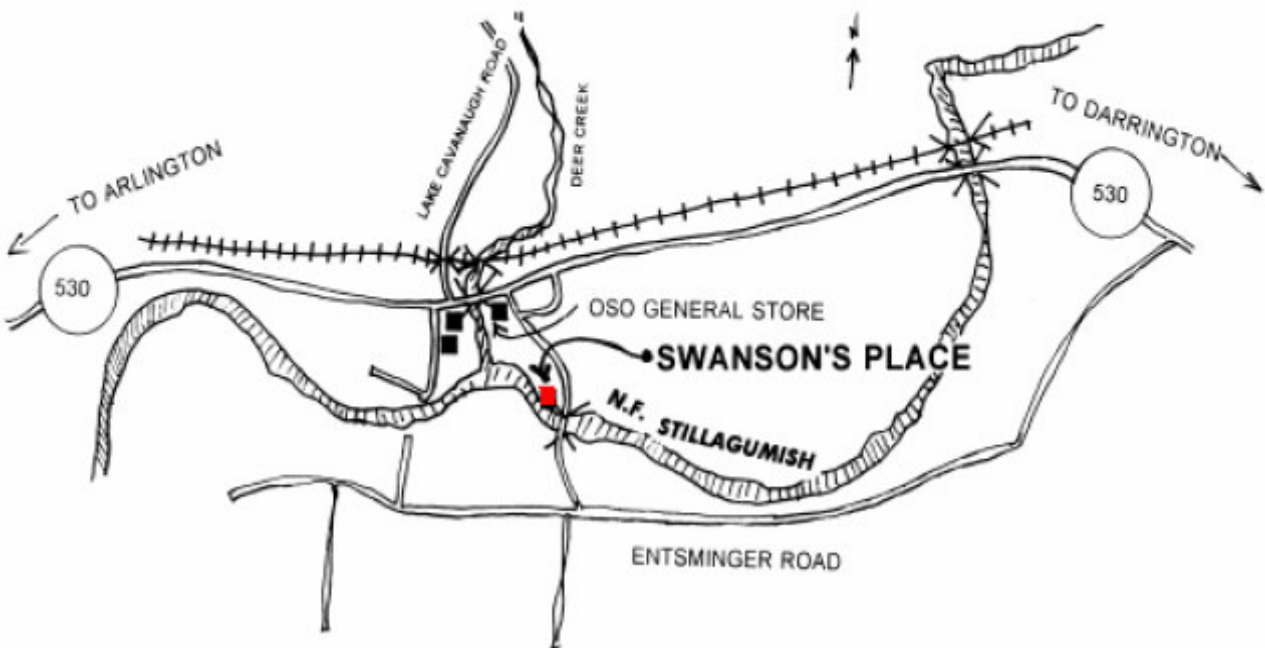 LAKE CAVANAUGH ROAD
DEER CREEK
TO ARLINGTON
TO DARRINGTON
530
530
OSO GENERAL STORE
SWANSON'S PLACE
N.F. STILLAGUMISH
ENTSMINGER ROAD